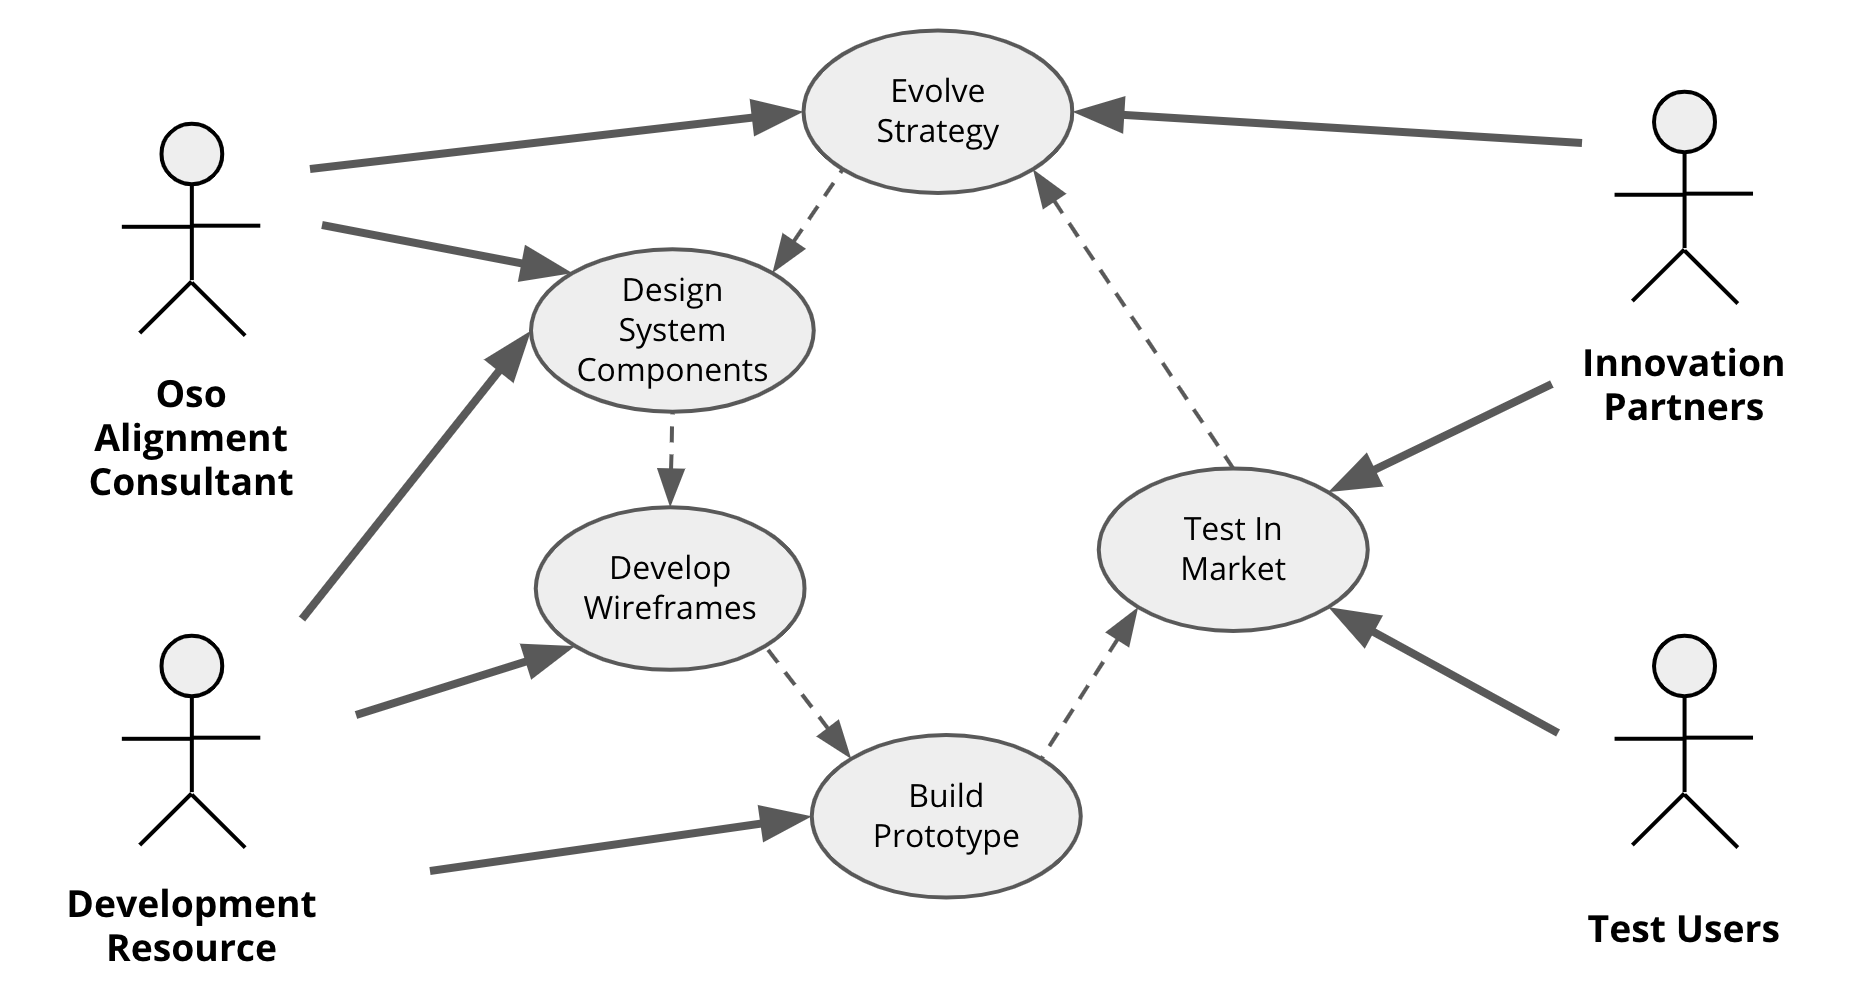 Evolve
Strategy
Design
System
Components
Oso
Alignment
Consultant
Innovation
Partners
Test In
Market
Develop
Wireframes
Build
Prototype
Development
Resource
Test Users